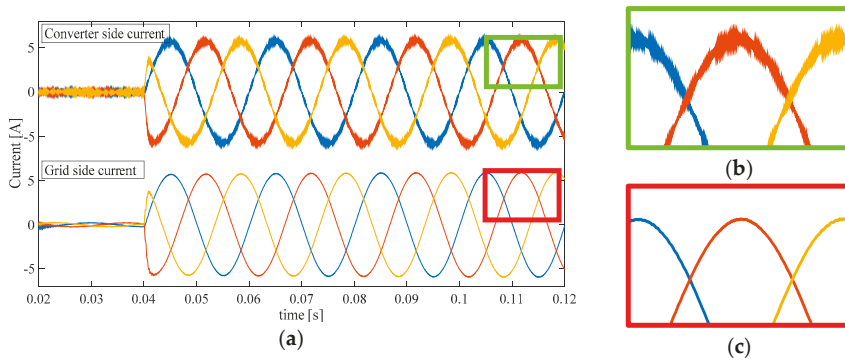 Converter side current
5
0
-5
Current [A]
Grid side current
5
0
-5
0.02 0.03 0.04 0.05 0.06 0.07 0.08 0.09 0.1 0.11 0.12
time [s]
(a)
(b)
(c)